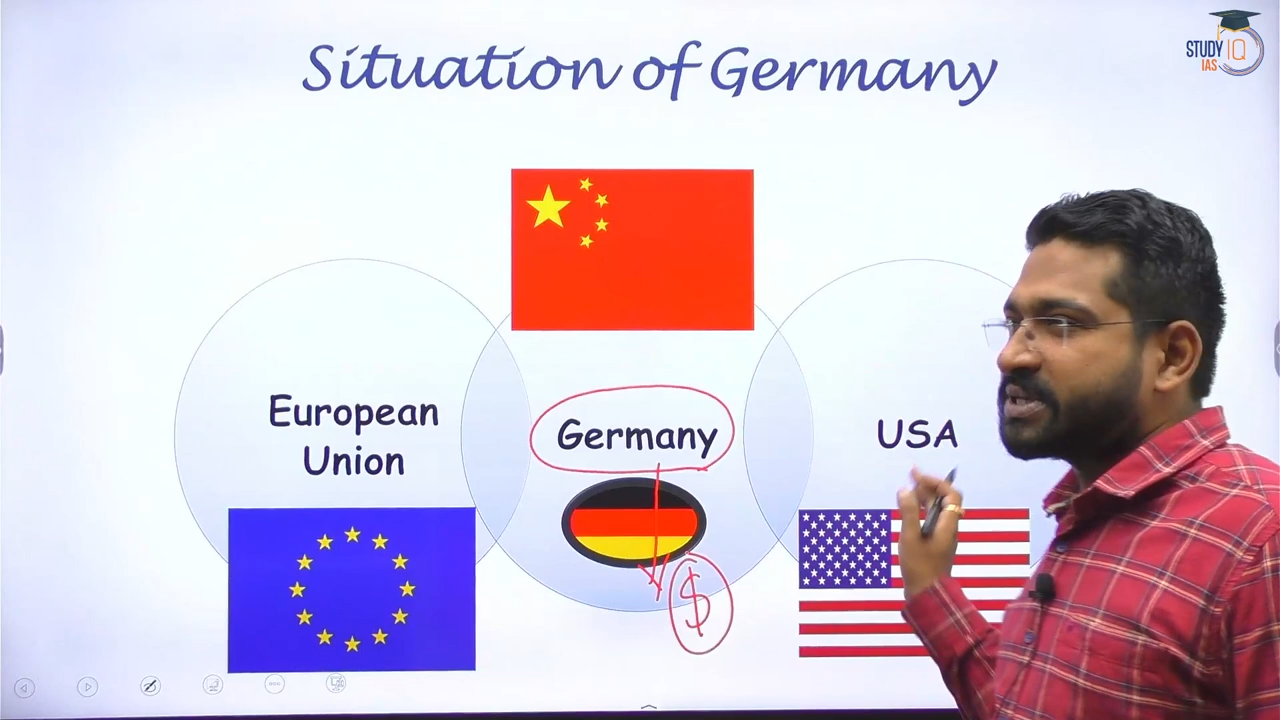 Situation of Germany
STUDY IQ
IAS
European
Union
Germany
USA
$